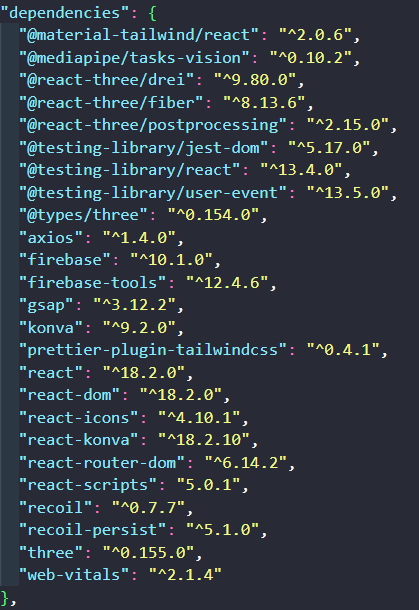 "dependencies": {
"@material-tailwind/react": "^2.0.6",
"@mediapipe/tasks-vision": "^0.10.2",
"@react-three/drei": "^9.80.0",
"@react-three/fiber": "^8.13.6",
"@react-three/postprocessing": "^2.15.0",
"@testing-library/jest-dom": "^5.17.0",
"@testing-library/react": "^13.4.0",
"@testing-library/user-event": "^13.5.0",
"@types/three": "^0.154.0",
"axios": "^1.4.0",
"firebase": "^10.1.0",
"firebase-tools": "^12.4.6",
"gsap": "^3.12.2",
"konva": "^9.2.0",
"prettier-plugin-tailwindcss": "^0.4.1",
"react": "^18.2.0",
"react-dom": "^18.2.0",
"react-icons": "^4.10.1",
"react-konva": "^18.2.10",
"react-router-dom": "^6.14.2",
"react-scripts": "5.0.1",
"recoil": "^0.7.7",
"recoil-persist": "^5.1.0",
"three": "^0.155.0",
"web-vitals": "^2.1.4"
},